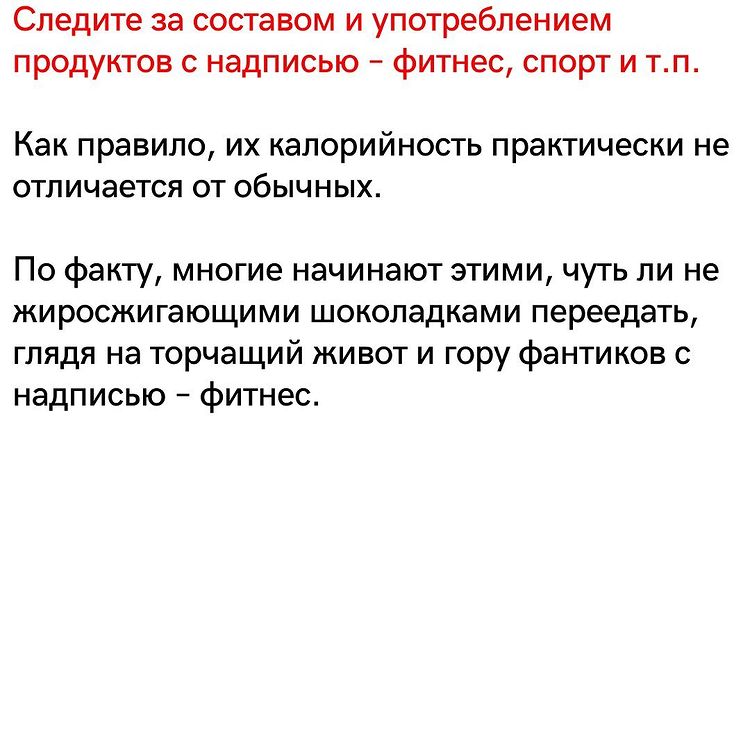 Следите за составом и употреблением
продуктов с надписью – фитнес, спорт и т.п.
Как правило, их калорийность практически не
отличается от обычных.
По факту, многие начинают этими, чуть ли не
жиросжигающими шоколадками переедать,
глядя на торчащий живот и гору фантиков с
надписью – фитнес.